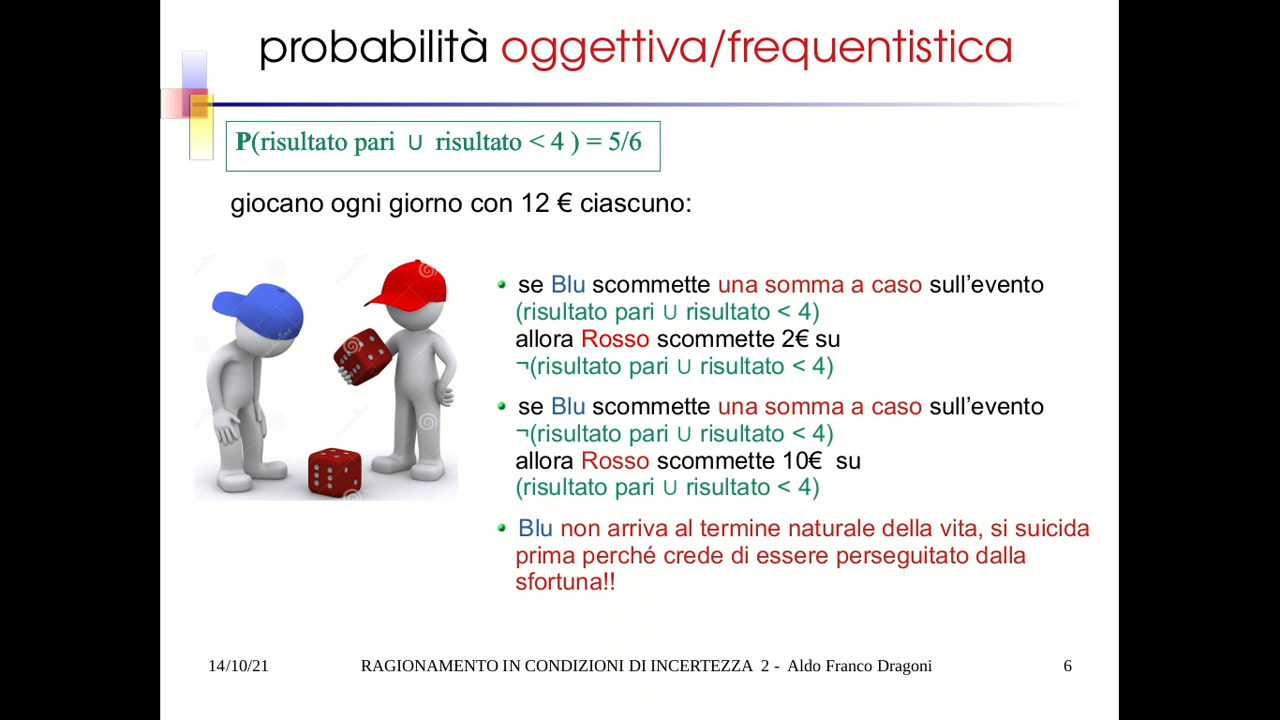 probabilità oggettiva/frequentistica
P(risultato pari ∪ risultato < 4 ) = 5/6
giocano ogni giorno con 12 € ciascuno:
se Blu scommette una somma a caso sull’evento
(risultato pari ∪ risultato < 4)
allora Rosso scommette 2€ su
¬(risultato pari ∪ risultato < 4)
se Blu scommette una somma a caso sull’evento
¬(risultato pari ∪ risultato < 4)
allora Rosso scommette 10€ su
(risultato pari ∪ risultato < 4)
Blu non arriva al termine naturale della vita, si suicida
prima perché crede di essere perseguitato dalla
sfortuna!!
14/10/21 RAGIONAMENTO IN CONDIZIONI DI INCERTEZZA 2 - Aldo Franco Dragoni 6